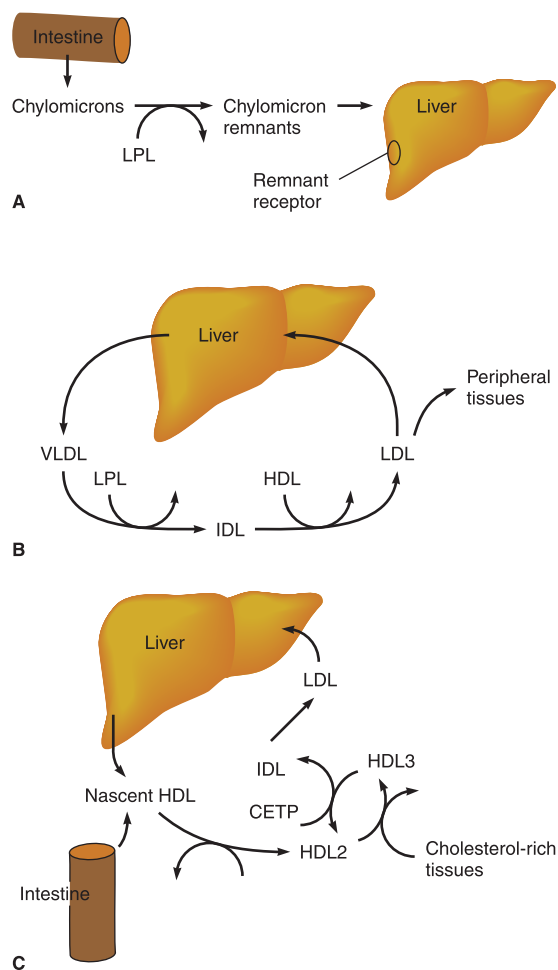 Intestine
Chylomicrons
Chylomicron
remnants
Liver
LPL
Remnant
receptor
A
Liver
Peripheral
tissues
VLDL
LDL
LPL
HDL
IDL
B
Liver
LDL
IDL
HDL3
Nascent HDL
CETP
HDL2
Cholesterol-rich
tissues
Intestine
C